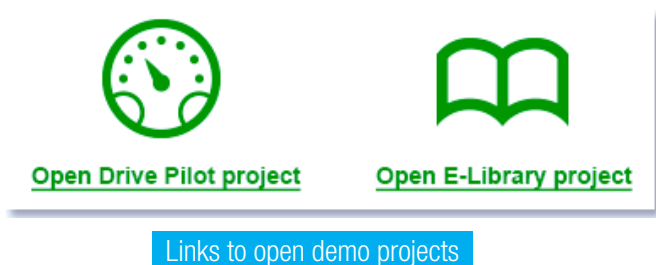 Open Drive Pilot project
Open E-Library project
Links to open demo projects